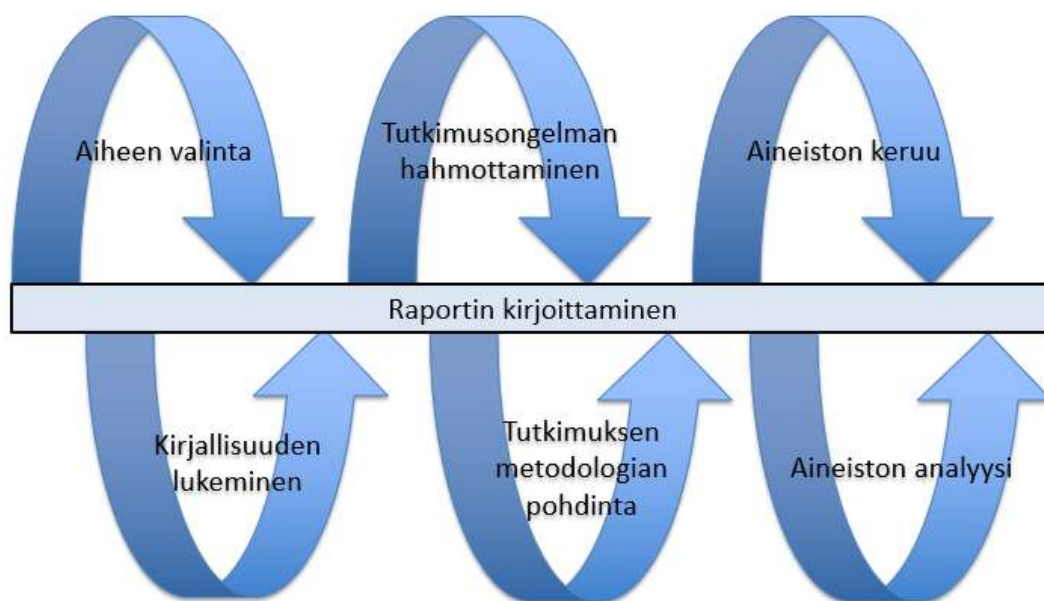 Aiheen valinta
Tutkimusongelman
hahmottaminen
Aineiston keruu
Raportin kirjoittaminen
Kirjallisuuden
lukeminen
Tutkimuksen
metodologian
pohdinta
Aineiston analyysi